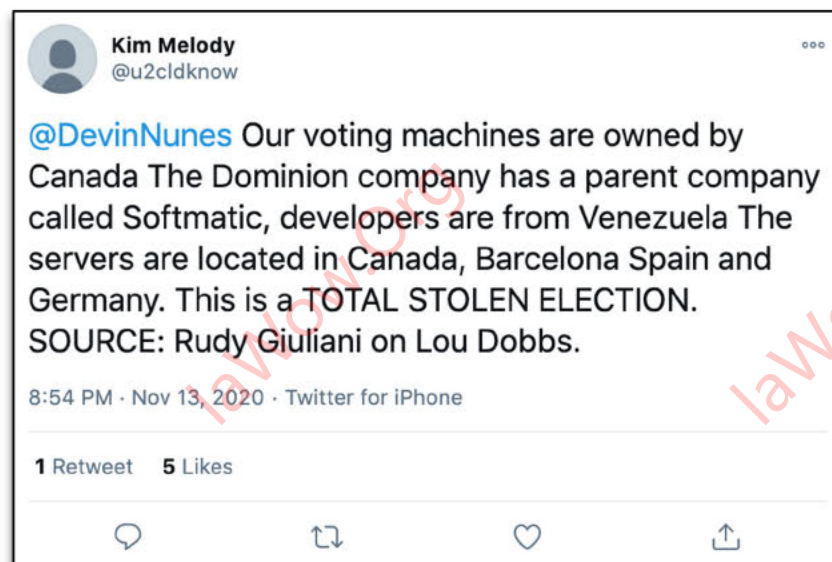 Kim Melody
@u2cldknow
@DevinNunes Our voting machines are owned by
Canada The Dominion company has a parent company
called Softmatic, developers are from Venezuela The
servers are located in Canada, Barcelona Spain and
Germany. This is a TOTAL STOLEN ELECTION.
SOURCE: Rudy Giuliani on Lou Dobbs.
8:54 PM · Nov 13, 2020 · Twitter for iPhone
1 Retweet 5 Likes
laWow.Org
laW